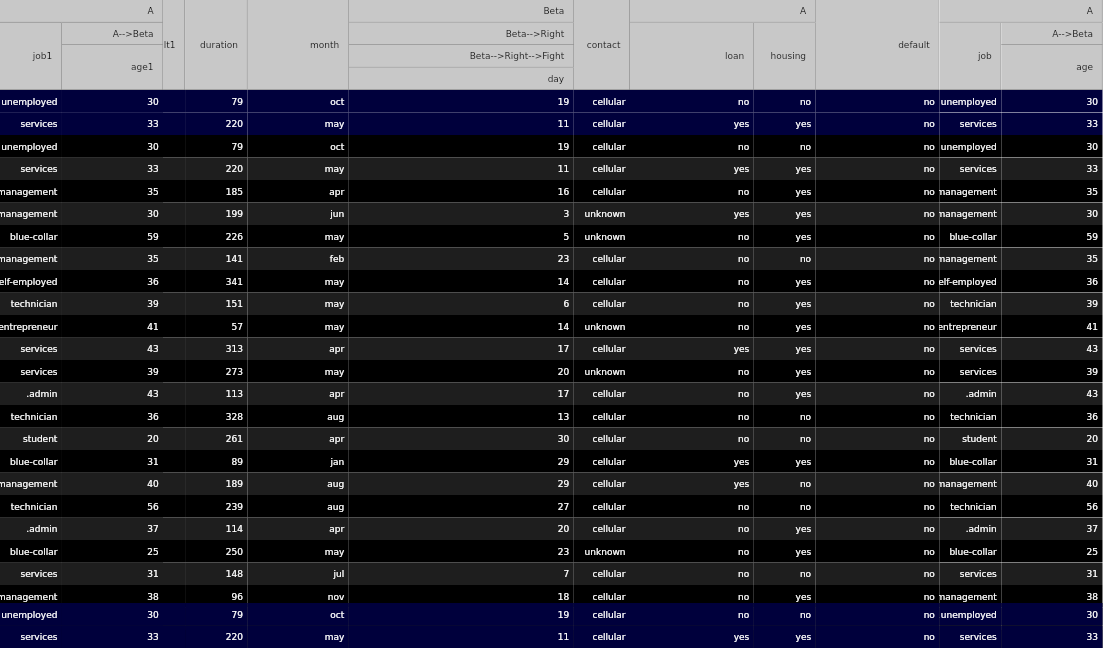 A Beta A A
A-->Beta Beta-->Right A-->Beta
job1 lt1 duration month contact loan housing default job
Beta-->Right-->Fight
age1 age
day
unemployed 30 79 oct 19 cellular no no no unemployed 30
services 33 220 may 11 cellular yes yes no services 33
unemployed 30 79 oct 19 cellular no no no unemployed 30
services 33 220 may 11 cellular yes yes no services 33
management 35 185 apr 16 cellular no yes no management 35
management 30 199 jun 3 unknown yes yes no management 30
blue-collar 59 226 may 5 unknown no yes no blue-collar 59
management 35 141 feb 23 cellular no no no management 35
elf-employed 36 341 may 14 cellular no yes no elf-employed 36
technician 39 151 may 6 cellular no yes no technician 39
entrepreneur 41 57 may 14 unknown no yes no entrepreneur 41
services 43 313 apr 17 cellular yes yes no services 43
services 39 273 may 20 unknown no yes no services 39
.admin 43 113 apr 17 cellular no yes no .admin 43
technician 36 328 aug 13 cellular no no no technician 36
student 20 261 apr 30 cellular no no no student 20
blue-collar 31 89 jan 29 cellular yes yes no blue-collar 31
management 40 189 aug 29 cellular yes no no management 40
technician 56 239 aug 27 cellular no no no technician 56
.admin 37 114 apr 20 cellular no yes no .admin 37
blue-collar 25 250 may 23 unknown no yes no blue-collar 25
services 31 148 jul 7 cellular no no no services 31
management 38 96 nov 18 cellular no yes no management 38
unemployed 30 79 oct 19 cellular no no no unemployed 30
services 33 220 may 11 cellular yes yes no services 33